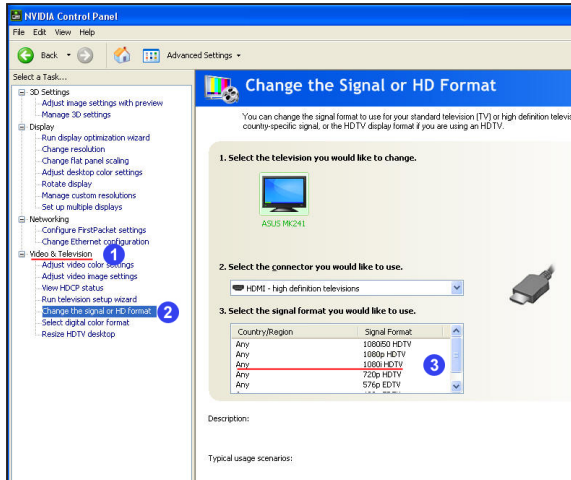 NVIDIA Control Panel
File Edit View Help
Back Advanced Settings
Select a Task...
3D Settings
Adjust image settings with preview
Manage 3D settings
Display
Run display optimization wizard
Change resolution
Change flat panel scaling
Adjust desktop color settings
Rotate display
Manage custom resolutions
Set up multiple displays
Networking
Configure FirstPacket settings
Change Ethernet configuration
Video & Television 1
Adjust video color settings
Adjust video image settings
View HDCP status
Run television setup wizard
Change the signal or HD format 2
Select digital color format
Resize HDTV desktop
Change the Signal or HD Format
You can change the signal format to use for your standard television (TV) or high definition
country-specific signal, or the HDTV display format if you are using an HDTV.
1. Select the television you would like to change.
ASUS MK241
2. Select the connector you would like to use.
HDMI - high definition televisions
3. Select the signal format you would like to use.
Country/Region Signal Format
Any 1080i50 HDTV
Any 1080p HDTV
Any 1080i HDTV
Any 720p HDTV
Any 576p EDTV
3
Description:
Typical usage scenarios: